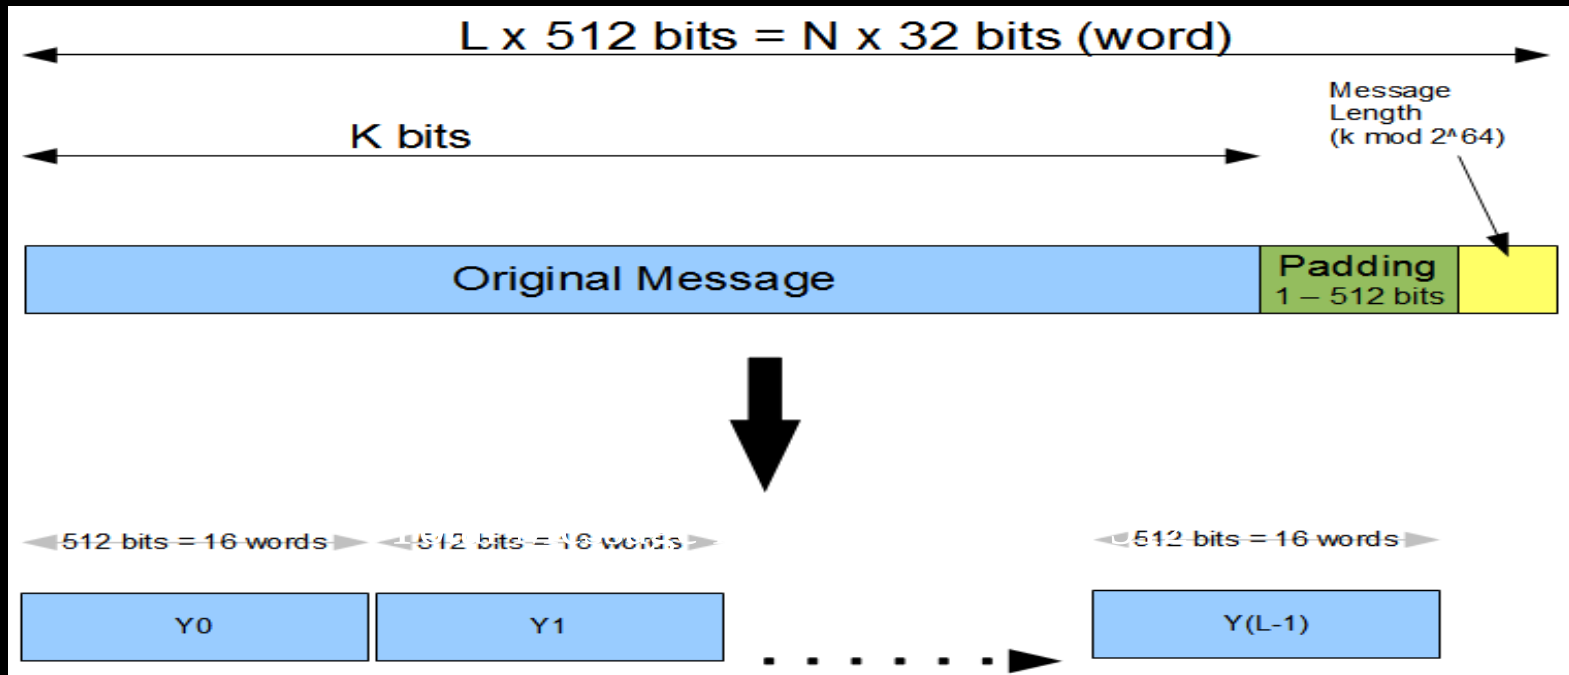 L x 512 bits = N x 32 bits (word)
Message
Length
(k mod 2^64)
K bits
Original Message
Padding
1 – 512 bits
512 bits = 16 words
512 bits = 16 words
512 bits = 16 words
Y0
Y1
Y(L-1)